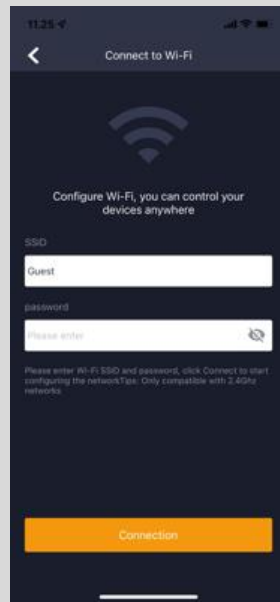 11.25
Connect to Wi-Fi
Configure Wi-Fi, you can control your
devices anywhere
SSID
Guest
password
Please enter
Please enter Wi-Fi SSID and password, click Connect to start
configuring the networkTips: Only compatible with 2.4Ghz
networks
Connection